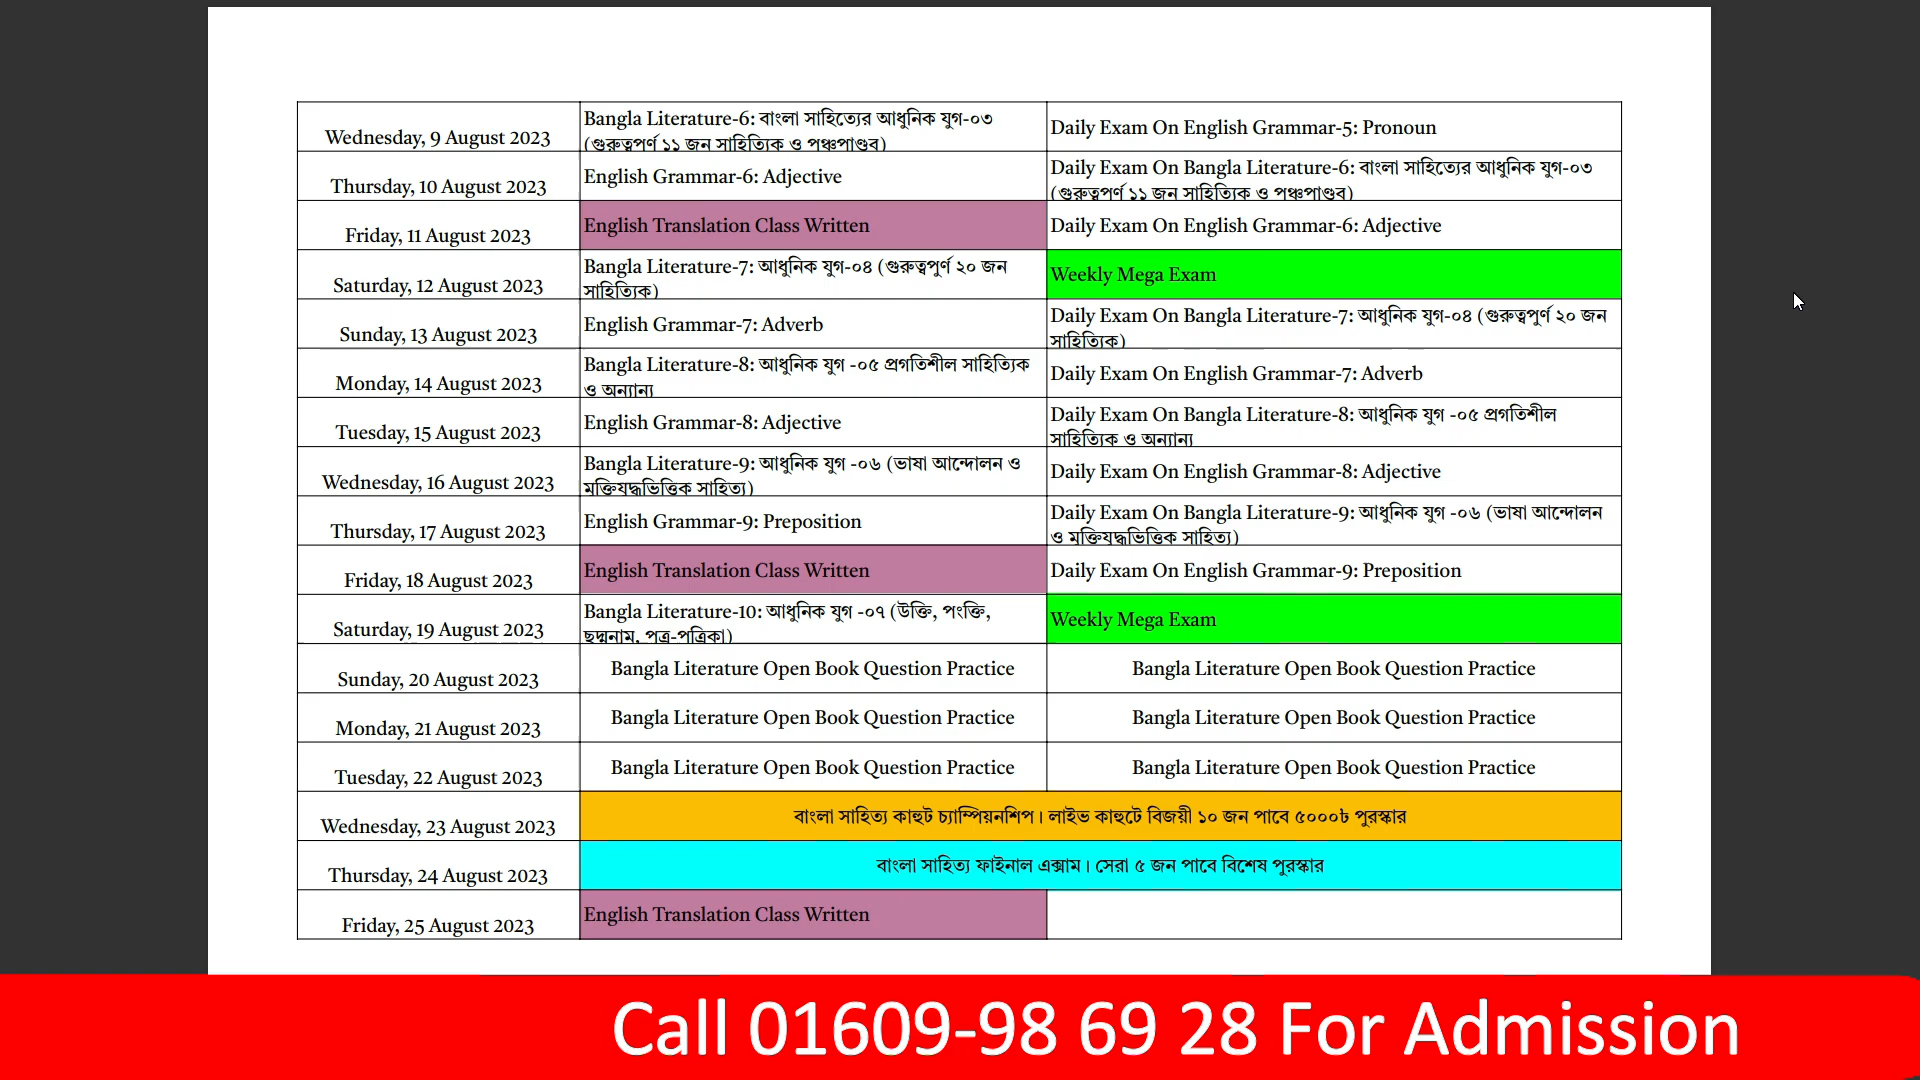 Wednesday, 9 August 2023
Bangla Literature-6: বাংলা সাহিত্যের আধুনিক যুগ-০৩
(গুরুত্বপূর্ণ ১১ জন সাহিত্যিক ও পঞ্চপাণ্ডব)
Daily Exam On English Grammar-5: Pronoun
Thursday, 10 August 2023
English Grammar-6: Adjective
Daily Exam On Bangla Literature-6: বাংলা সাহিত্যের আধুনিক যুগ-০৩
(গুরুত্বপূর্ণ ১১ জন সাহিত্যিক ও পঞ্চপাণ্ডব)
Friday, 11 August 2023
English Translation Class Written
Daily Exam On English Grammar-6: Adjective
Saturday, 12 August 2023
Bangla Literature-7: আধুনিক যুগ-০৪ (গুরুত্বপুর্ণ ২০ জন
সাহিত্যিক)
Weekly Mega Exam
Sunday, 13 August 2023
English Grammar-7: Adverb
Daily Exam On Bangla Literature-7: আধুনিক যুগ-০৪ (গুরুত্বপুর্ণ ২০ জন
সাহিত্যিক)
Monday, 14 August 2023
Bangla Literature-8: আধুনিক যুগ -০৫ প্রগতিশীল সাহিত্যিক
ও অন্যান্য
Daily Exam On English Grammar-7: Adverb
Tuesday, 15 August 2023
English Grammar-8: Adjective
Daily Exam On Bangla Literature-8: আধুনিক যুগ -০৫ প্রগতিশীল
সাহিত্যিক ও অন্যান্য
Wednesday, 16 August 2023
Bangla Literature-9: আধুনিক যুগ -০৬ (ভাষা আন্দোলন ও
মুক্তিযুদ্ধভিত্তিক সাহিত্য)
Daily Exam On English Grammar-8: Adjective
Thursday, 17 August 2023
English Grammar-9: Preposition
Daily Exam On Bangla Literature-9: আধুনিক যুগ -০৬ (ভাষা আন্দোলন
ও মুক্তিযুদ্ধভিত্তিক সাহিত্য)
Friday, 18 August 2023
English Translation Class Written
Daily Exam On English Grammar-9: Preposition
Saturday, 19 August 2023
Bangla Literature-10: আধুনিক যুগ -০৭ (উক্তি, পংক্তি,
ছদ্মনাম, পত্র-পত্রিকা)
Weekly Mega Exam
Sunday, 20 August 2023
Bangla Literature Open Book Question Practice
Bangla Literature Open Book Question Practice
Monday, 21 August 2023
Bangla Literature Open Book Question Practice
Bangla Literature Open Book Question Practice
Tuesday, 22 August 2023
Bangla Literature Open Book Question Practice
Bangla Literature Open Book Question Practice
Wednesday, 23 August 2023
বাংলা সাহিত্য কাহুট চ্যাম্পিয়নশিপ। লাইভ কাহুটে বিজয়ী ১০ জন পাবে ৫০০০৳ পুরস্কার
Thursday, 24 August 2023
বাংলা সাহিত্য ফাইনাল এক্সাম। সেরা ৫ জন পাবে বিশেষ পুরস্কার
Friday, 25 August 2023
English Translation Class Written
Call 01609-98 69 28 For Admission